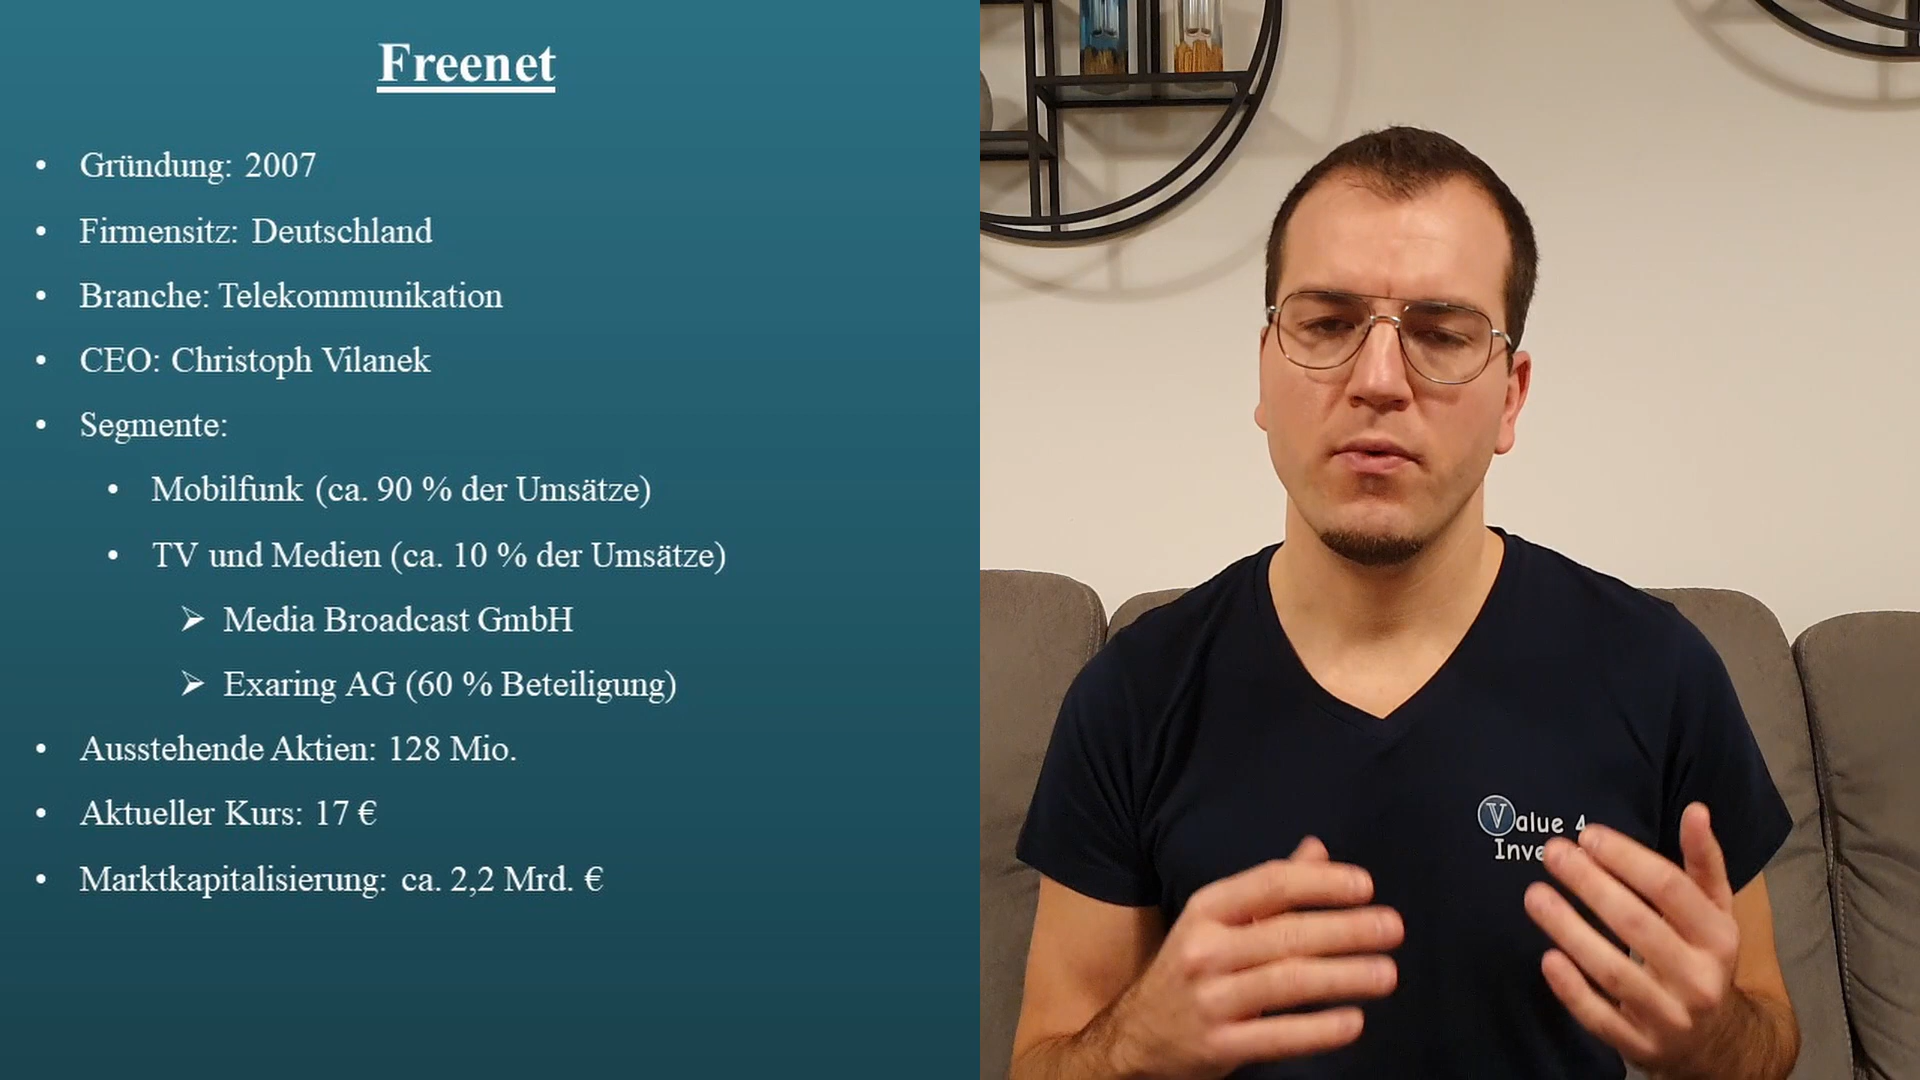 Freenet
• Gründung: 2007
• Firmensitz: Deutschland
• Branche: Telekommunikation
• CEO: Christoph Vilanek
• Segmente:
• Mobilfunk (ca. 90 % der Umsätze)
• TV und Medien (ca. 10 % der Umsätze)
➢ Media Broadcast GmbH
➢ Exaring AG (60 % Beteiligung)
• Ausstehende Aktien: 128 Mio.
• Aktueller Kurs: 17 €
• Marktkapitalisierung: ca. 2,2 Mrd. €
Value 4